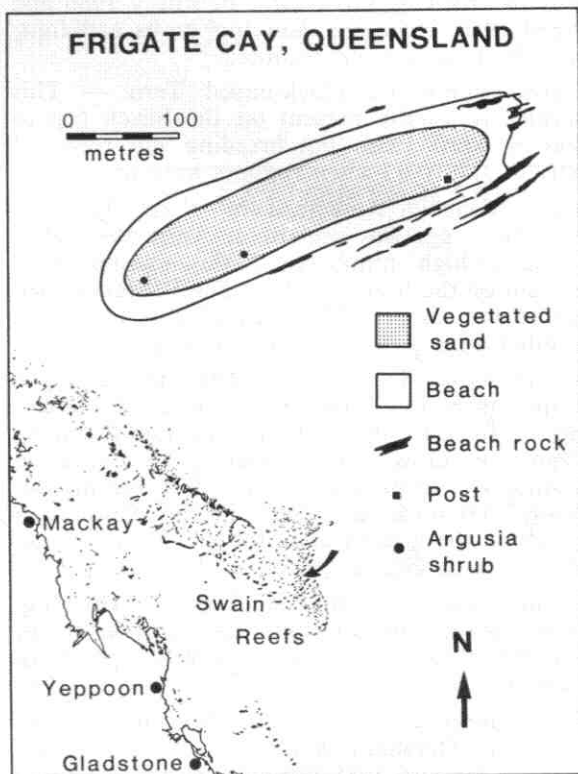 FRIGATE CAY, QUEENSLAND
0 100
metres
Vegetated
sand
Beach
Beach rock
Post
Argusia
shrub
Mackay
Swain
Reefs
N
Yeppoon
Gladstone